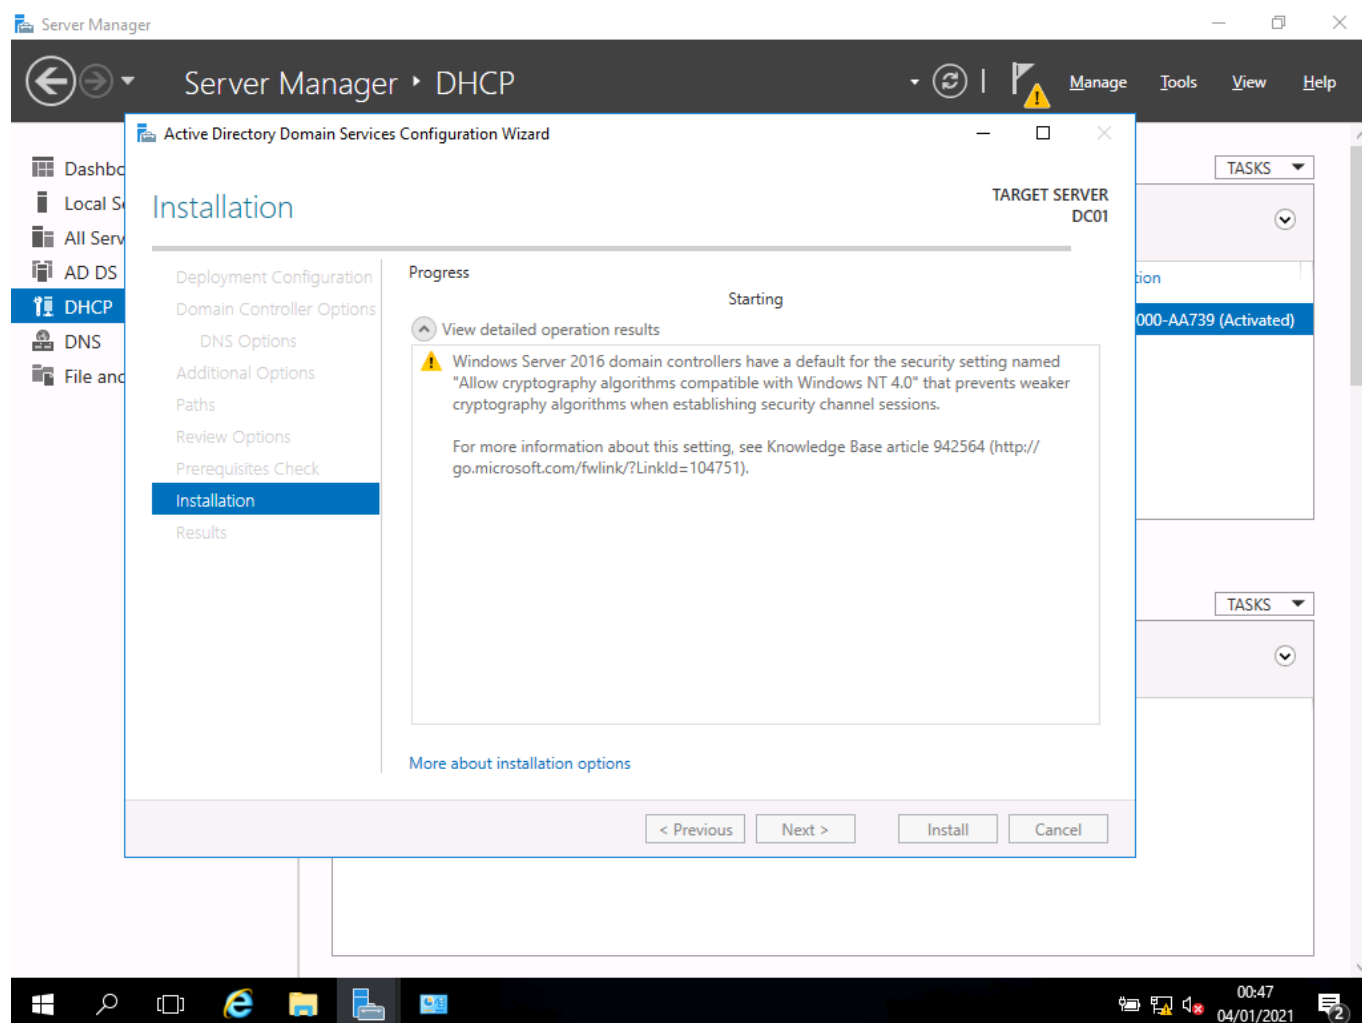 Server Manager
Server Manager ‣ DHCP
Manage
Tools
View
Help
Active Directory Domain Services Configuration Wizard
Dashbo
Local Se
All Serv
AD DS
DHCP
DNS
File and
TASKS
Installation
TARGET SERVER
DC01
Deployment Configuration
Domain Controller Options
DNS Options
Additional Options
Paths
Review Options
Prerequisites Check
Installation
Results
Progress
Starting
View detailed operation results
Windows Server 2016 domain controllers have a default for the security setting named
"Allow cryptography algorithms compatible with Windows NT 4.0" that prevents weaker
cryptography algorithms when establishing security channel sessions.
For more information about this setting, see Knowledge Base article 942564 (http://
go.microsoft.com/fwlink/?LinkId=104751).
More about installation options
< Previous
Next >
Install
Cancel
tion
000-AA739 (Activated)
TASKS
00:47
04/01/2021
2